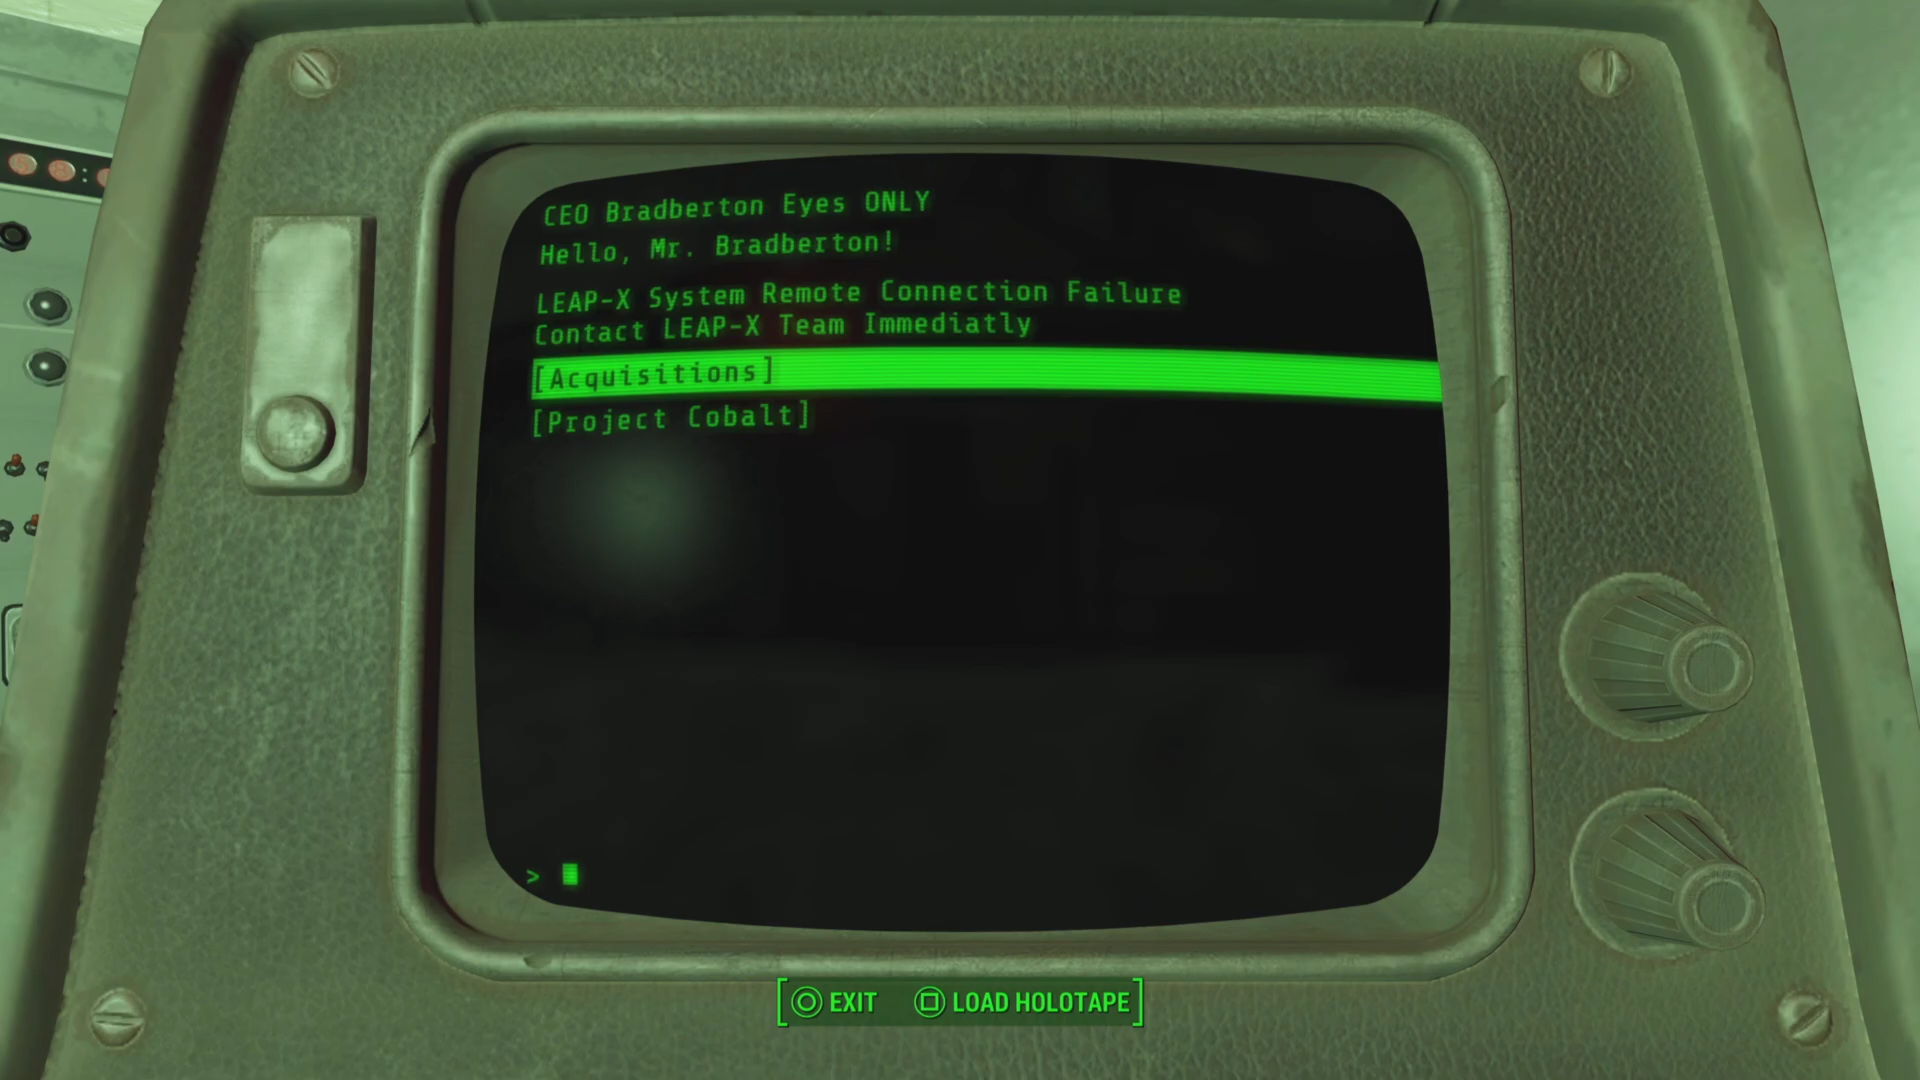 CEO Bradberton Eyes ONLY
Hello, Mr. Bradberton!
LEAP-X System Remote Connection Failure
Contact LEAP-X Team Immediatly
[Acquisitions]
[Project Cobalt]
>
EXIT LOAD HOLOTAPE